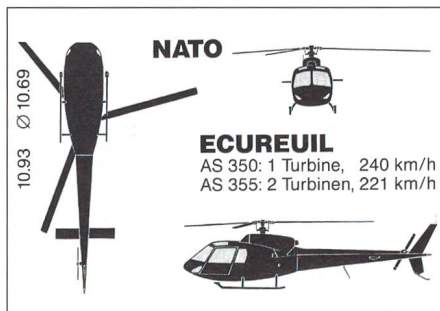 NATO
10.93 ∅ 10.69
ECUREUIL
AS 350: 1 Turbine, 240 km/h
AS 355: 2 Turbinen, 221 km/h